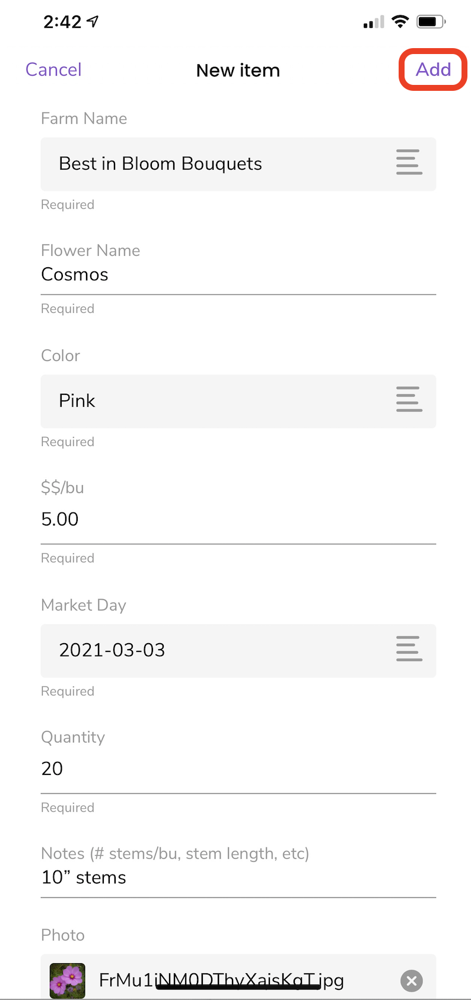 2:42
Cancel New item Add
Farm Name
Best in Bloom Bouquets
Required
Flower Name
Cosmos
Required
Color
Pink
Required
$$/bu
5.00
Required
Market Day
2021-03-03
Required
Quantity
20
Required
Notes (# stems/bu, stem length, etc)
10” stems
Photo
FrMu1iNM0DThyXajsKgT.jpg